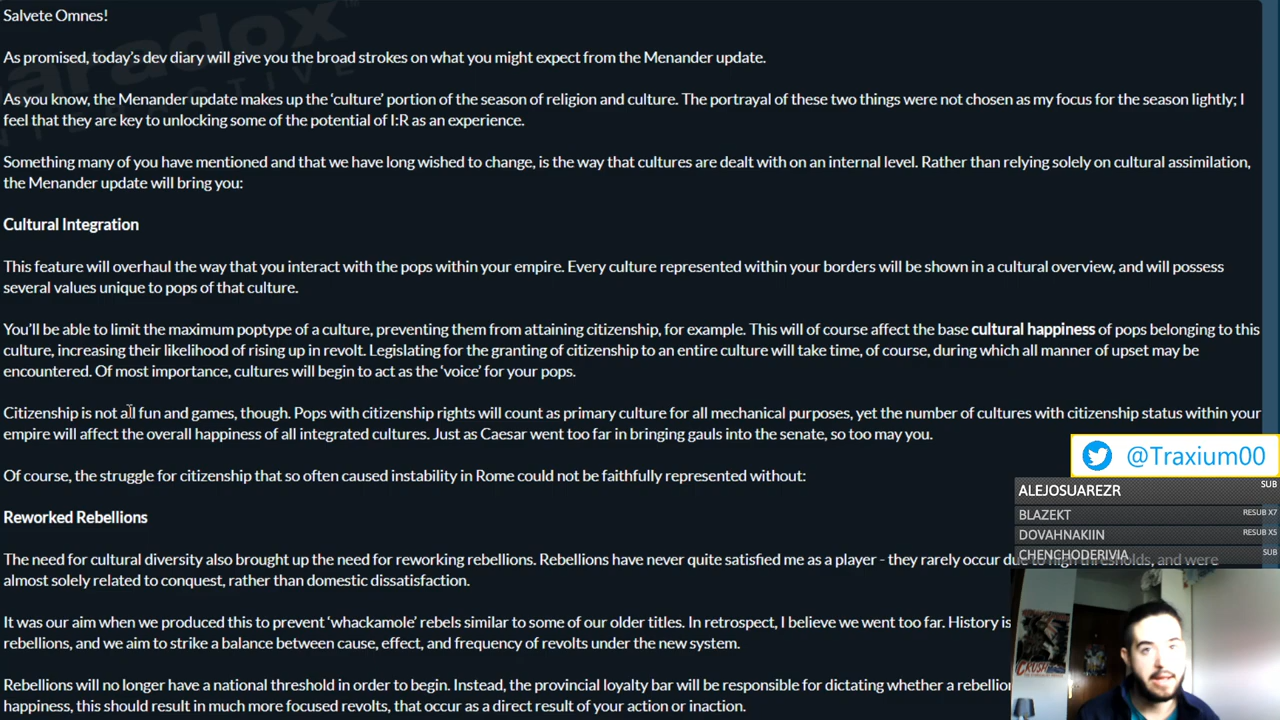 Salvete Omnes!
As promised, today's dev diary will give you the broad strokes on what you might expect from the Menander update.
As you know, the Menander update makes up the 'culture' portion of the season of religion and culture. The portrayal of these two things were not chosen as my focus for the season lightly; I
feel that they are key to unlocking some of the potential of I:R as an experience.
Something many of you have mentioned and that we have long wished to change, is the way that cultures are dealt with on an internal level. Rather than relying solely on cultural assimilation,
the Menander update will bring you:
Cultural Integration
This feature will overhaul the way that you interact with the pops within your empire. Every culture represented within your borders will be shown in a cultural overview, and will possess
several values unique to pops of that culture.
You'll be able to limit the maximum poptype of a culture, preventing them from attaining citizenship, for example. This will of course affect the base cultural happiness of pops belonging to this
culture, increasing their likelihood of rising up in revolt. Legislating for the granting of citizenship to an entire culture will take time, of course, during which all manner of upset may be
encountered. Of most importance, cultures will begin to act as the 'voice' for your pops.
Citizenship is not all fun and games, though. Pops with citizenship rights will count as primary culture for all mechanical purposes, yet the number of cultures with citizenship status within your
empire will affect the overall happiness of all integrated cultures. Just as Caesar went too far in bringing gauls into the senate, so too may you.
@Traxium00
Of course, the struggle for citizenship that so often caused instability in Rome could not be faithfully represented without:
ALEJOSUAREZR SUB
BLAZEKT RESUB X7
DOVAHNAKIIN RESUB X5
CHENCHODERIVIA SUB
Reworked Rebellions
The need for cultural diversity also brought up the need for reworking rebellions. Rebellions have never quite satisfied me as a player - they rarely occur due to high thresholds, and were
almost solely related to conquest, rather than domestic dissatisfaction.
It was our aim when we produced this to prevent 'whackamole' rebels similar to some of our older titles. In retrospect, I believe we went too far. History is
rebellions, and we aim to strike a balance between cause, effect, and frequency of revolts under the new system.
Rebellions will no longer have a national threshold in order to begin. Instead, the provincial loyalty bar will be responsible for dictating whether a
happiness, this should result in much more focused revolts, that occur as a direct result of your action or inaction.